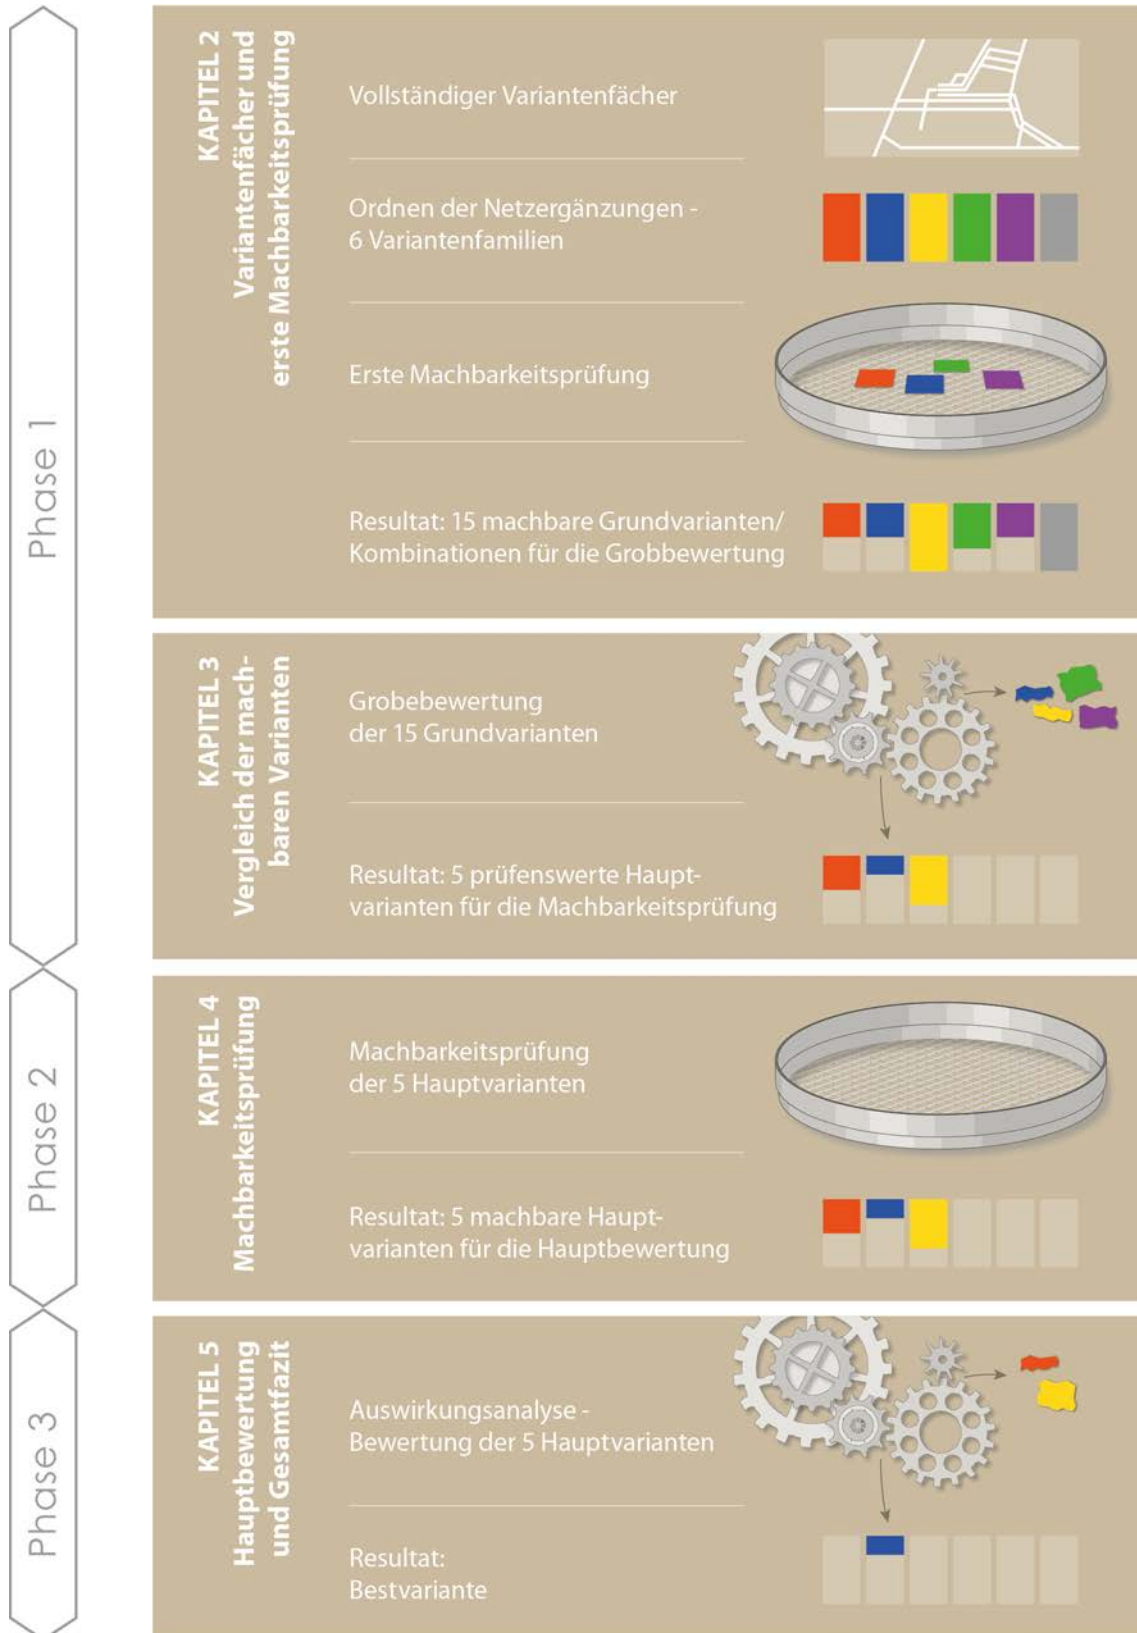 Phase 1
KAPITEL 2
Variantenfächer und
erste Machbarkeitsprüfung
Vollständiger Variantenfächer
Ordnen der Netzergänzungen -
6 Variantenfamilien
Erste Machbarkeitsprüfung
Resultat: 15 machbare Grundvarianten/
Kombinationen für die Grobbewertung
KAPITEL 3
Vergleich der mach-
baren Varianten
Grobebewertung
der 15 Grundvarianten
Resultat: 5 prüfenswerte Haupt-
varianten für die Machbarkeitsprüfung
Phase 2
KAPITEL 4
Machbarkeitsprüfung
Machbarkeitsprüfung
der 5 Hauptvarianten
Resultat: 5 machbare Haupt-
varianten für die Hauptbewertung
Phase 3
KAPITEL 5
Hauptbewertung
und Gesamtfazit
Auswirkungsanalyse -
Bewertung der 5 Hauptvarianten
Resultat:
Bestvariante